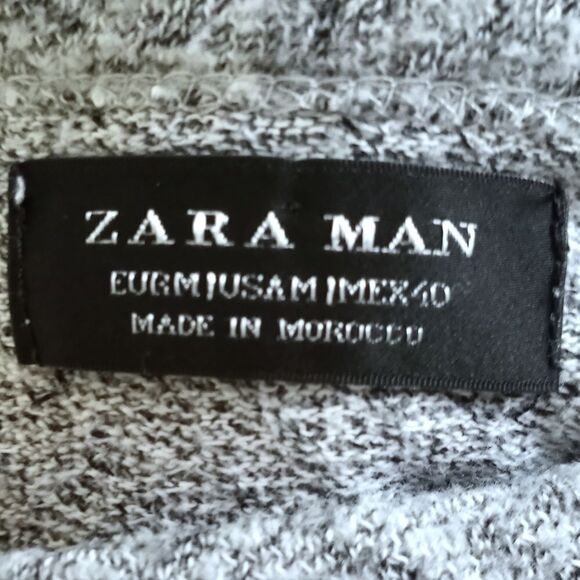 ZARA MAN
EUR M | USA M | MEX 40
MADE IN MOROCCO